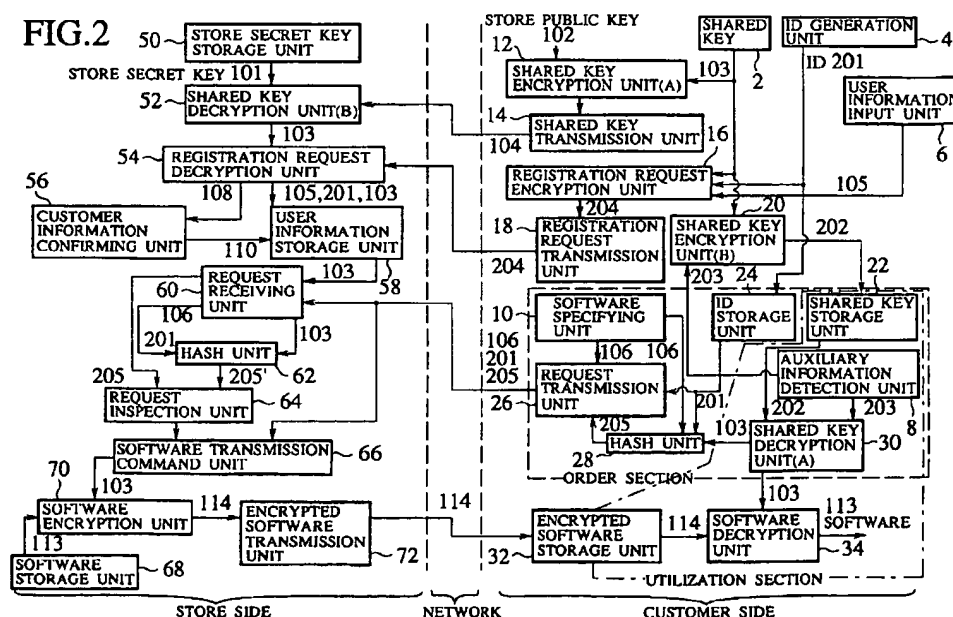 FIG.2
50
STORE SECRET KEY
STORAGE UNIT
STORE SECRET KEY 101
52
SHARED KEY
DECRYPTION UNIT(B)
103
54
REGISTRATION REQUEST
DECRYPTION UNIT
56
108
105,201,103
CUSTOMER
INFORMATION
CONFIRMING UNIT
110
USER
INFORMATION
STORAGE UNIT
58
103
60
REQUEST
RECEIVING
UNIT
106
201
103
HASH UNIT
62
205
205'
REQUEST
INSPECTION UNIT
64
SOFTWARE TRANSMISSION
COMMAND UNIT
66
70
103
SOFTWARE
ENCRYPTION UNIT
114
ENCRYPTED
SOFTWARE
TRANSMISSION
UNIT
72
113
SOFTWARE
STORAGE UNIT
68
STORE SIDE
114
NETWORK
STORE PUBLIC KEY
102
12
SHARED KEY
ENCRYPTION UNIT(A)
103
SHARED
KEY
2
ID GENERATION
UNIT
4
ID 201
14
104
SHARED KEY
TRANSMISSION UNIT
USER
INFORMATION
INPUT UNIT
6
16
REGISTRATION REQUEST
ENCRYPTION UNIT
105
204
18
204
REGISTRATION
REQUEST
TRANSMISSION
UNIT
20
SHARED KEY
ENCRYPTION
UNIT(B)
202
203
24
22
10
SOFTWARE
SPECIFYING
UNIT
ID
STORAGE
UNIT
SHARED KEY
STORAGE
UNIT
106
201
205
106
106
REQUEST
TRANSMISSION
UNIT
26
AUXILIARY
INFORMATION
DETECTION UNIT
8
201
202
203
205
HASH UNIT
28
103
SHARED KEY
DECRYPTION
UNIT(A)
30
ORDER SECTION
103
ENCRYPTED
SOFTWARE
STORAGE UNIT
32
114
SOFTWARE
DECRYPTION
UNIT
34
113
SOFTWARE
UTILIZATION SECTION
CUSTOMER SIDE